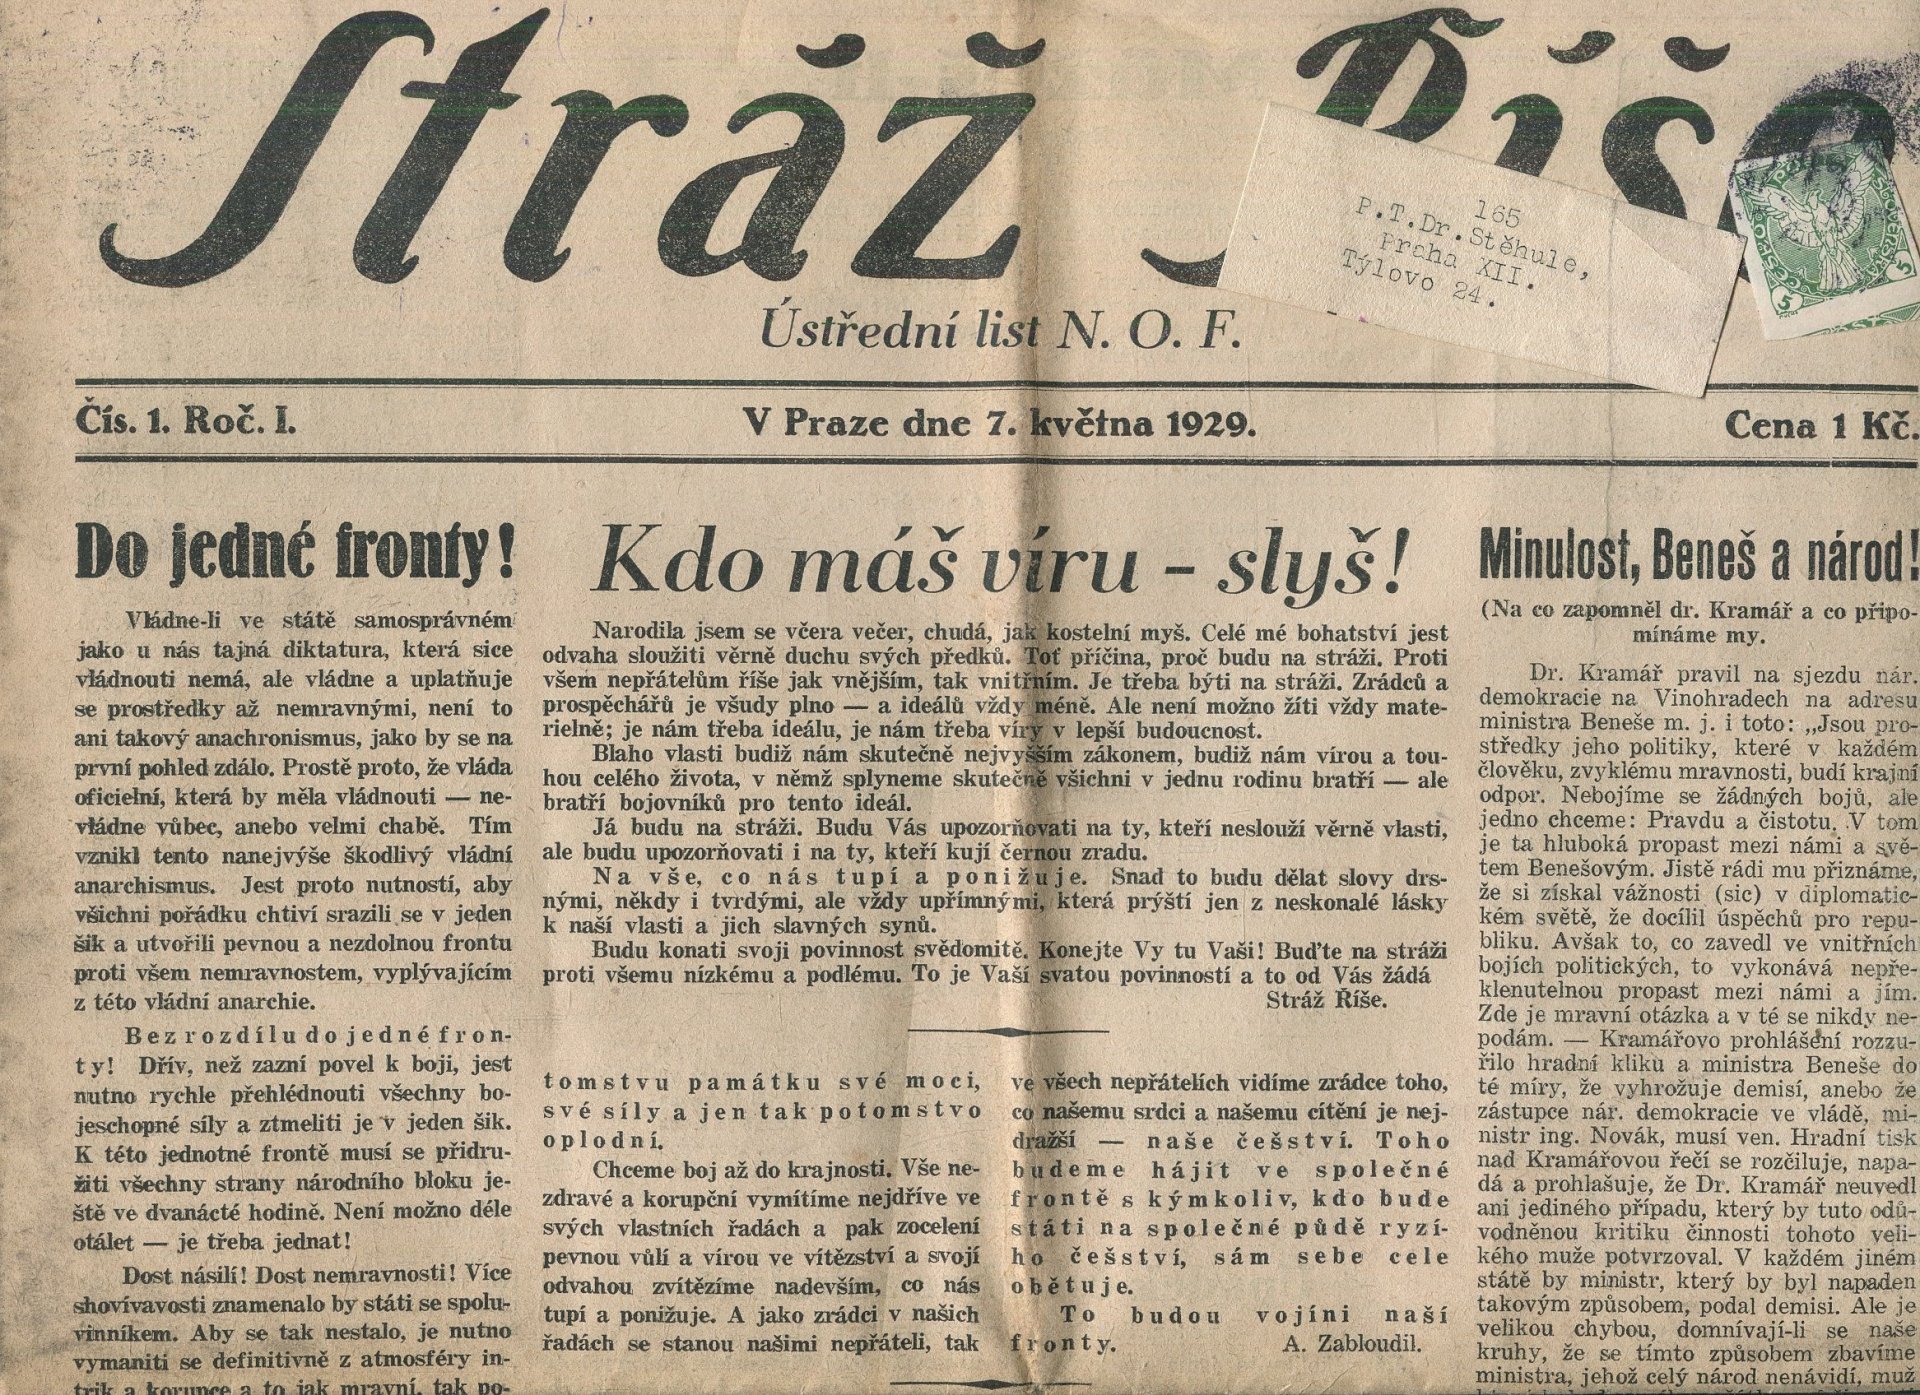 Stráž Říše
165
P.T.Dr.Stěhule,
Praha XII.
Týlovo 24.
5
5
Ústřední list N. O. F.
Čís. 1. Roč. I.
V Praze dne 7. května 1929.
Cena 1 Kč.
Do jedné fronty!
Vládne-li ve státě samosprávném
jako u nás tajná diktatura, která sice
vládnouti nemá, ale vládne a uplatňuje
se prostředky až nemravnými, není to
ani takový anachronismus, jako by se na
první pohled zdálo. Prostě proto, že vláda
oficielní, která by měla vládnouti — ne-
vládne vůbec, anebo velmi chabě. Tím
vznikl tento nanejvýše škodlivý vládní
anarchismus. Jest proto nutností, aby
všichni pořádku chtiví srazili se v jeden
šik a utvořili pevnou a nezdolnou frontu
proti všem nemravnostem, vyplývajícím
z této vládní anarchie.
Bez rozdílu do jedné fron-
ty! Dřív, než zazní povel k boji, jest
nutno rychle přehlédnouti všechny bo-
jeschopné síly a ztmeliti je v jeden šik.
K této jednotné frontě musí se přidru-
žiti všechny strany národního bloku je-
ště ve dvanácté hodině. Není možno déle
otálet — je třeba jednat!
Dost násilí! Dost nemravnosti! Více
shovívavosti znamenalo by státi se spolu-
vinníkem. Aby se tak nestalo, je nutno
vymaniti se definitivně z atmosféry in-
trik a korupce a to jak mravní, tak po-
Kdo máš víru - slyš!
Narodila jsem se včera večer, chudá, jak kostelní myš. Celé mé bohatství jest
odvaha sloužiti věrně duchu svých předků. Toť příčina, proč budu na stráži. Proti
všem nepřátelům říše jak vnějším, tak vnitřním. Je třeba býti na stráži. Zrádců a
prospěchářů je všudy plno — a ideálů vždy méně. Ale není možno žíti vždy mate-
rielně; je nám třeba ideálu, je nám třeba víry v lepší budoucnost.
Blaho vlasti budiž nám skutečně nejvyšším zákonem, budiž nám vírou a tou-
hou celého života, v němž splyneme skutečně všichni v jednu rodinu bratří — ale
bratří bojovníků pro tento ideál.
Já budu na stráži. Budu Vás upozorňovati na ty, kteří neslouží věrně vlasti,
ale budu upozorňovati i na ty, kteří kují černou zradu.
Na vše, co nás tupí a ponižuje. Snad to budu dělat slovy drs-
nými, někdy i tvrdými, ale vždy upřímnými, která prýští jen z neskonalé lásky
k naší vlasti a jich slavných synů.
Budu konati svoji povinnost svědomitě. Konejte Vy tu Vaši! Buďte na stráži
proti všemu nízkému a podlému. To je Vaší svatou povinností a to od Vás žádá
Stráž Říše.
tomstvu památku své moci,
své síly a jen tak potomstvo
oplodní.
Chceme boj až do krajnosti. Vše ne-
zdravé a korupční vymítíme nejdříve ve
svých vlastních řadách a pak zocelení
pevnou vůlí a vírou ve vítězství a svojí
odvahou zvítězíme nadevším, co nás
tupí a ponižuje. A jako zrádci v našich
řadách se stanou našimi nepřáteli, tak
ve všech nepřátelích vidíme zrádce toho,
co našemu srdci a našemu cítění je nej-
dražší — naše češství. Toho
budeme hájit ve společné
frontě s kýmkoliv, kdo bude
státi na společné půdě ryzí-
ho češství, sám sebe cele
obětuje.
To budou vojíni naší
fronty.
A. Zabloudil.
Minulost, Beneš a národ!
(Na co zapomněl dr. Kramář a co připo-
mínáme my.
Dr. Kramář pravil na sjezdu nár.
demokracie na Vinohradech na adresu
ministra Beneše m. j. i toto: „Jsou pro-
středky jeho politiky, které v každém
člověku, zvyklému mravnosti, budí krajní
odpor. Nebojíme se žádných bojů, ale
jedno chceme: Pravdu a čistotu. V tom
je ta hluboká propast mezi námi a svě-
tem Benešovým. Jistě rádi mu přiznáme,
že si získal vážnosti (sic) v diplomatic-
kém světě, že docílil úspěchů pro repu-
bliku. Avšak to, co zavedl ve vnitřních
bojích politických, to vykonává nepře-
klenutelnou propast mezi námi a jím.
Zde je mravní otázka a v té se nikdy ne-
podám. — Kramářovo prohlášení rozzu-
řilo hradní kliku a ministra Beneše do
té míry, že vyhrožuje demisí, anebo že
zástupce nár. demokracie ve vládě, mi-
nistr ing. Novák, musí ven. Hradní tisk
nad Kramářovou řečí se rozčiluje, napa-
dá a prohlašuje, že Dr. Kramář neuvedl
ani jediného případu, který by tuto odů-
vodněnou kritiku činnosti tohoto veli-
kého muže potvrzoval. V každém jiném
státě by ministr, který by byl napaden
takovým způsobem, podal demisi. Ale je
velikou chybou, domnívají-li se naše
kruhy, že se tímto způsobem zbavíme
ministra, jehož celý národ nenávidí, muž